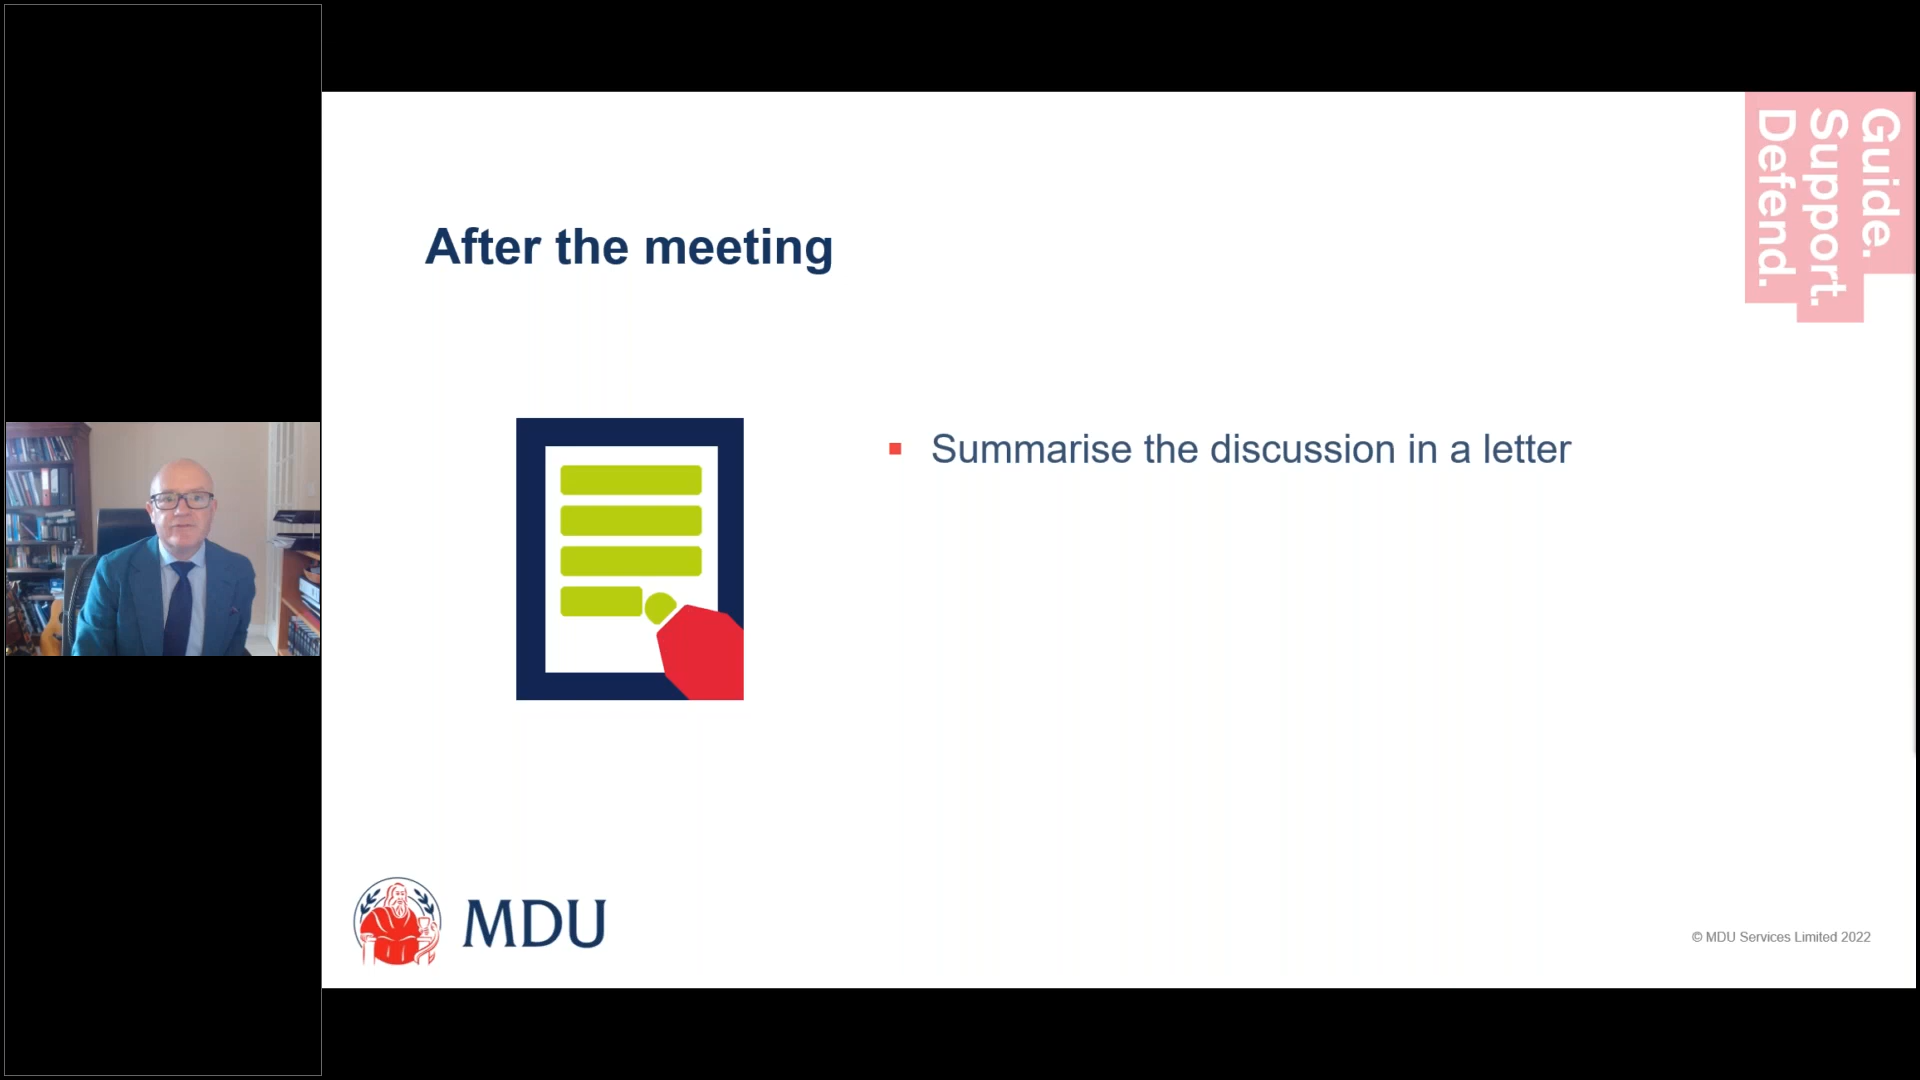 Guide.
Support.
Defend.
After the meeting
Summarise the discussion in a letter
MDU
© MDU Services Limited 2022